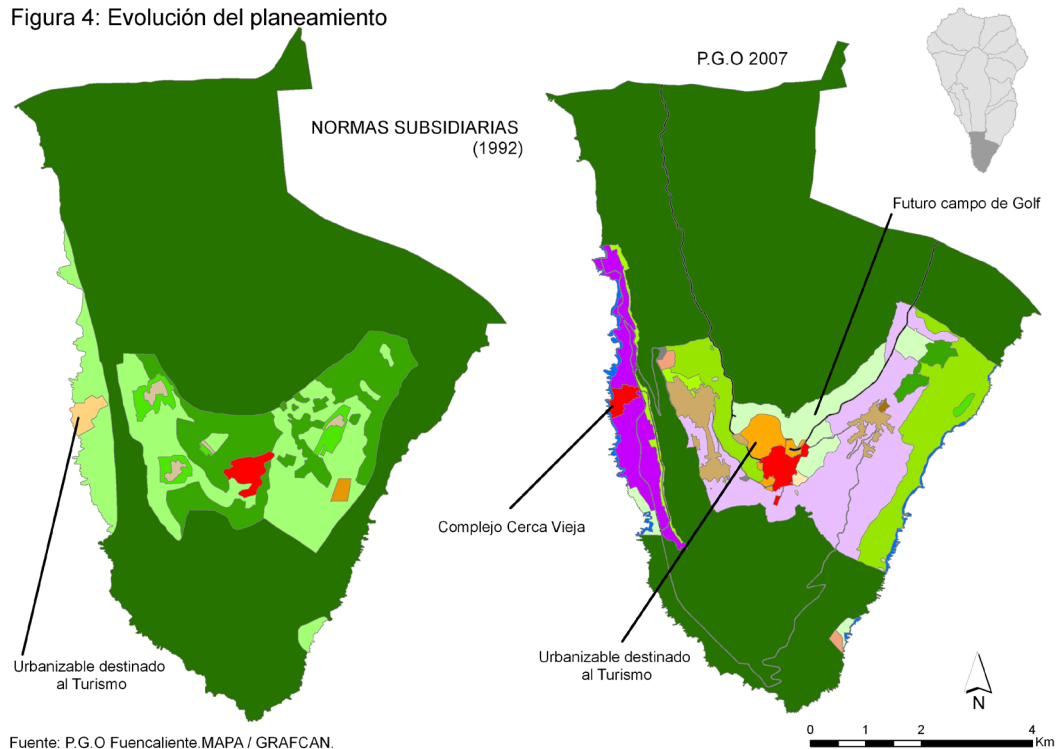 Figura 4: Evolución del planeamiento
NORMAS SUBSIDIARIAS
(1992)
P.G.O 2007
Futuro campo de Golf
Complejo Cerca Vieja
Urbanizable destinado
al Turismo
Urbanizable destinado
al Turismo
N
0 1 2 4
Km
Fuente: P.G.O Fuencaliente.MAPA / GRAFCAN.